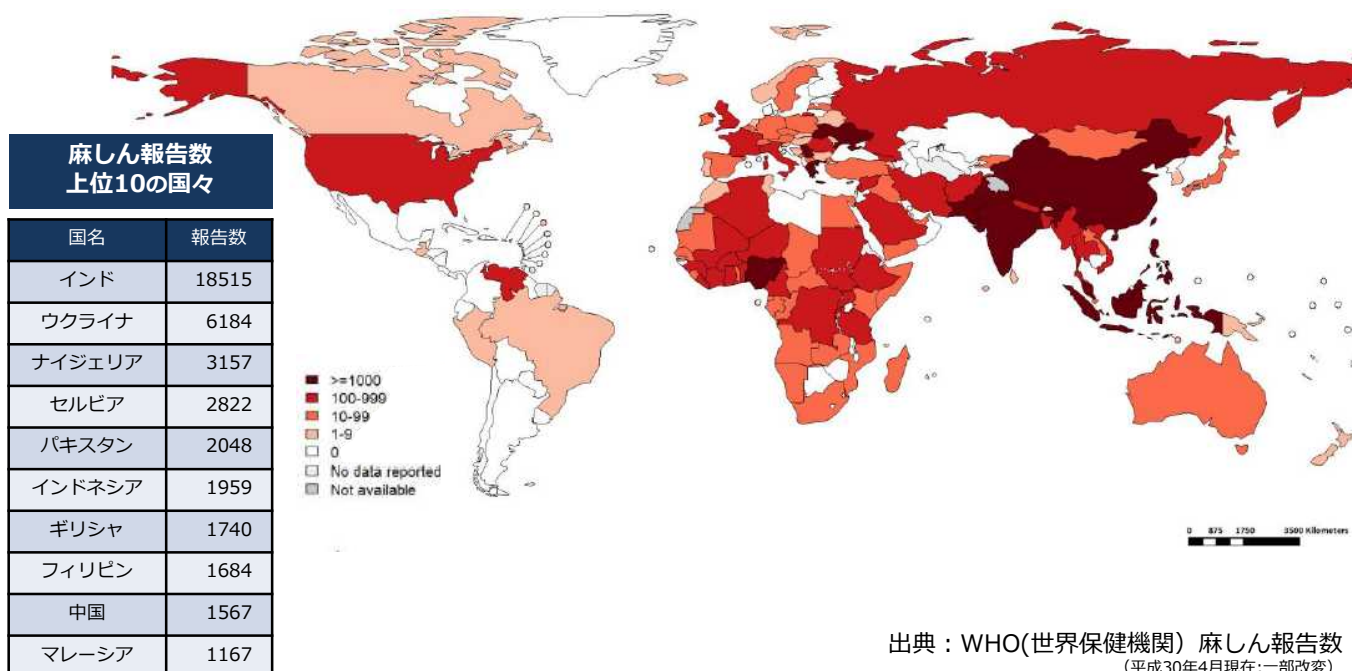 麻しん報告数
上位10の国々
国名 報告数
インド 18515
ウクライナ 6184
ナイジェリア 3157
セルビア 2822
パキスタン 2048
インドネシア 1959
ギリシャ 1740
フィリピン 1684
中国 1567
マレーシア 1167
>=1000
100-999
10-99
1-9
0
No data reported
Not available
0 875 1750 3500 Kilometers
出典：WHO(世界保健機関）麻しん報告数
（平成30年4月現在:一部改変）